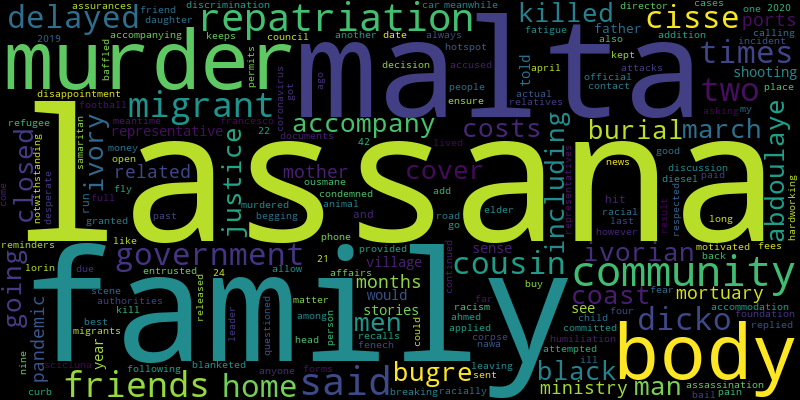 assurances friend discrimination car meanwhile director cases
delayed daughter repatriation killed cisse one 2020
2019 accompanying keeps council another date always fatigue father addition ports calling
murder baffled permits malta hotspot told also times incident
disappointment coronavirus decision accused kept attacks shooting
domestic
migrant football francesco ago got april official two place
refugee meantime documents people actual contact
ivory representative 22 accompany costs ensure relatives burial march my asking
closed samaritan money related justice 42 lived including news good abdoulaye
notwithstanding open mother cover representatives discussion
lassana
desperate run fly ousmane condemned add hit diesel paid result respected hardworking
come full past murdered animal road racial last long
going granted begging and go elder however motivated fees
reminders like phone provided sense ivorian back
government 21 village cousin
lorin due entrusted 24 allow affairs months continued far buy community
family
pandemic scene authorities kill released leader matter would racism see coast mortuary fear accommodation
best questioned among stories ahmed applied child four dicko foundation
migrants person men could corpse committed replied
year head recalls nawa humiliation body
nine sciciuna following blanketed fenech leaving attempted ill
curb friends home anyone forms said bugre sent black man assassination
breaking racially ministry bail pain